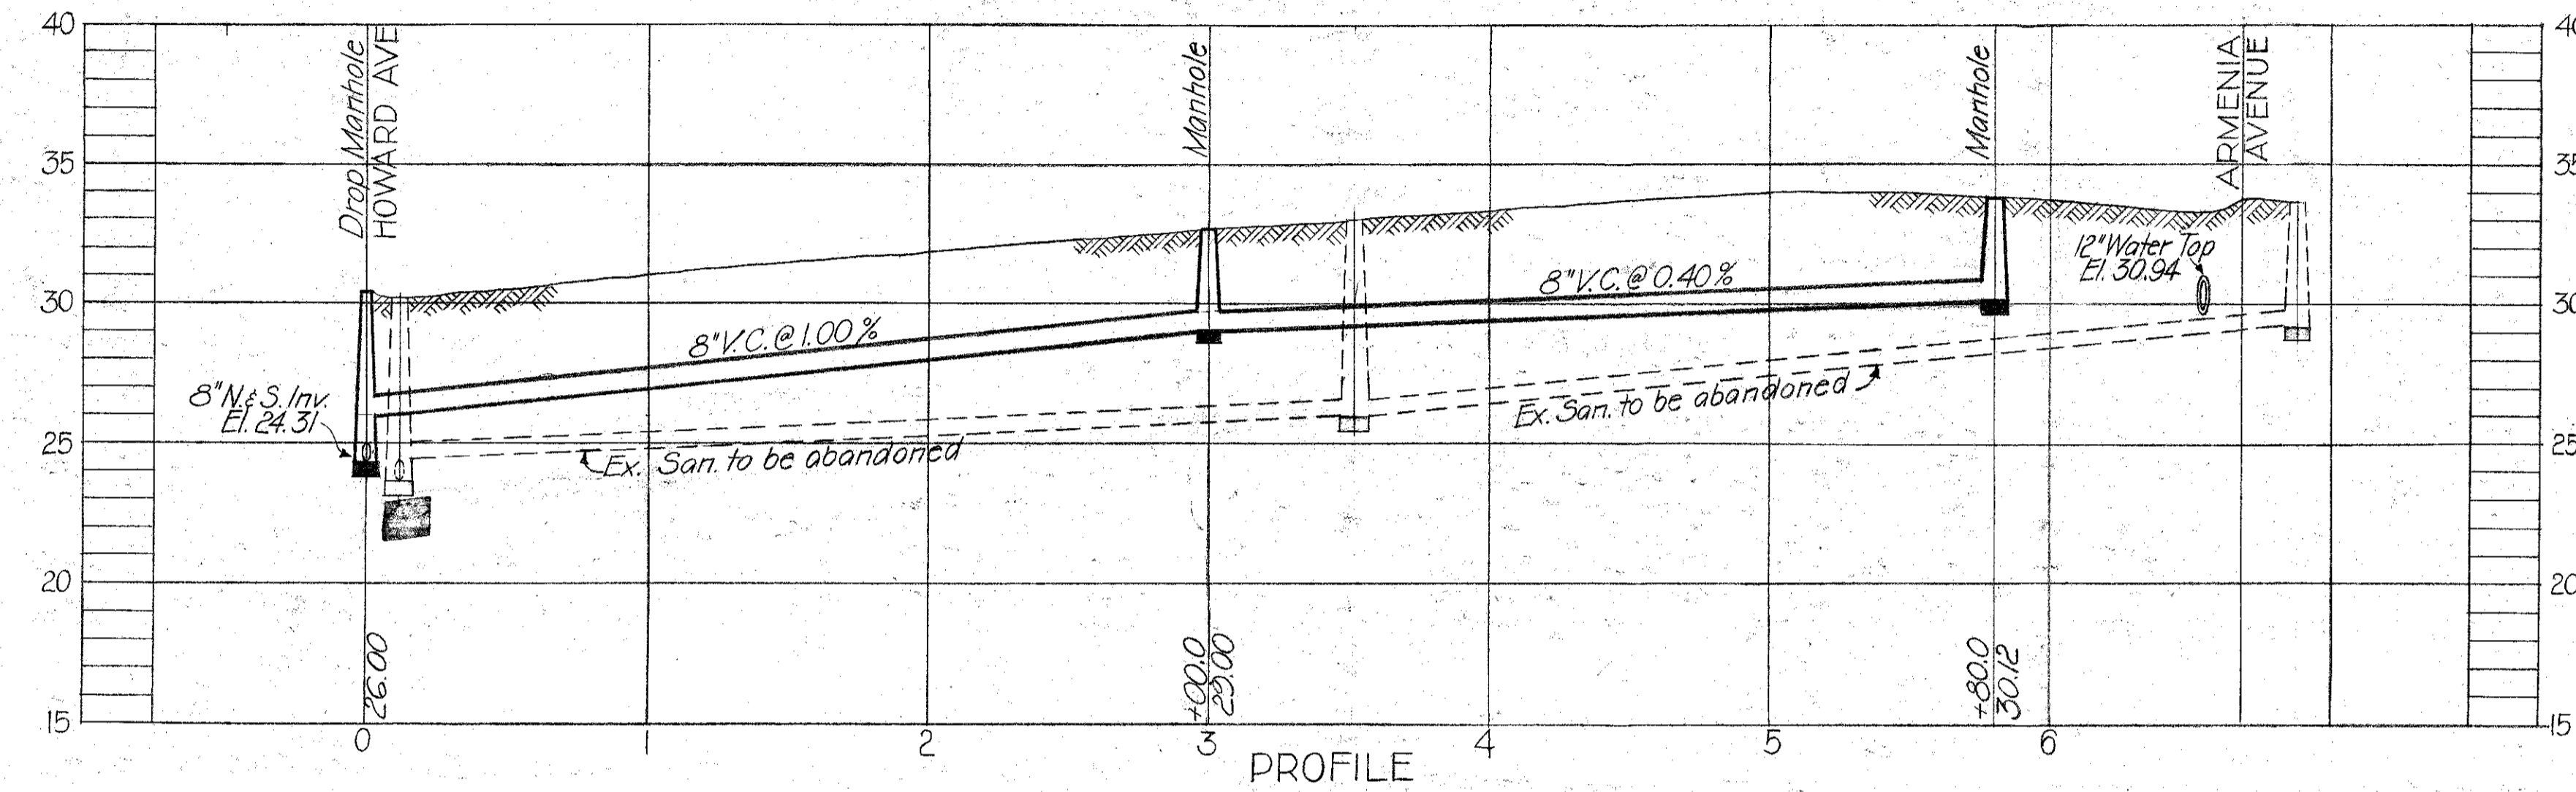 40
35
30
25
20
15
Drop Manhole
HOWARD AVE
Manhole
Manhole
ARMENIA
AVENUE
40
35
30
25
20
15
8" V.C. @ 1.00%
8" V.C. @ 0.40%
12" Water Top
El. 30.94
8" N. & S. Inv.
El. 24.31
Ex. San. to be abandoned
Ex. San. to be abandoned
26.00
+00.0
29.00
+80.0
30.12
0 1 2 3 4 5 6
PROFILE